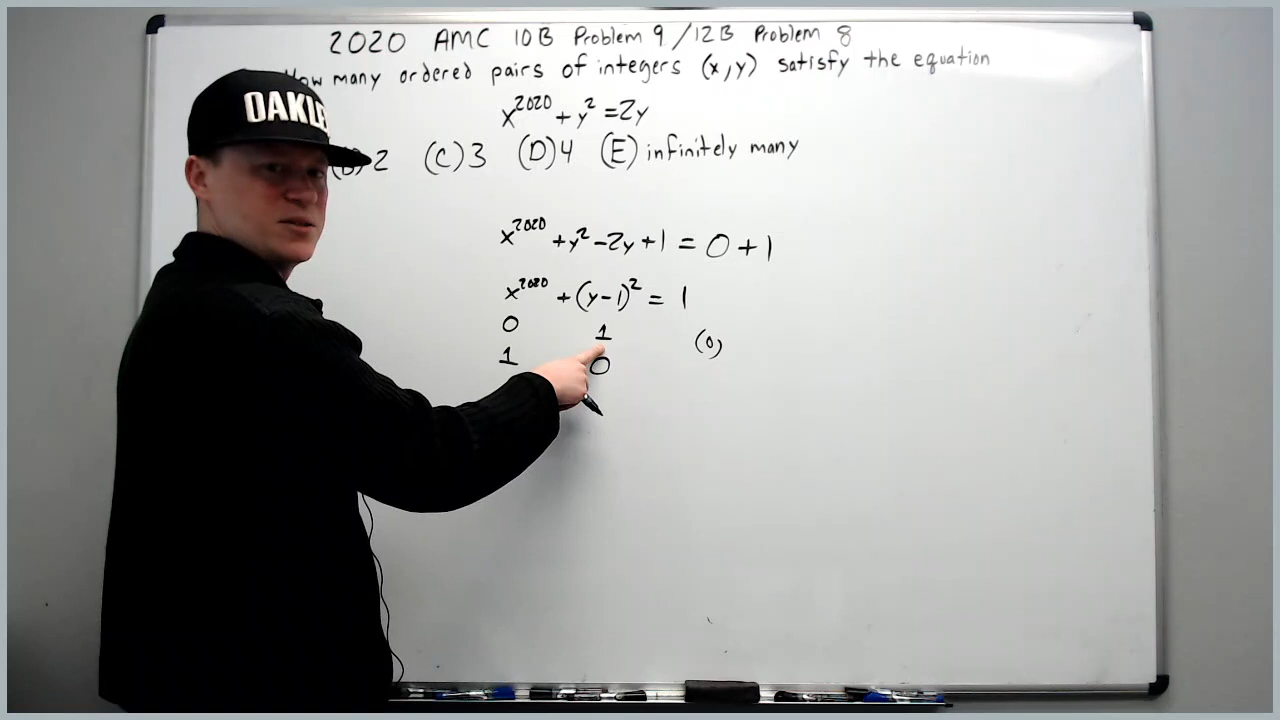 2020 AMC 10B Problem 9 / 12B Problem 8
How many ordered pairs of integers (x,y) satisfy the equation
x^2020 + y^2 = 2y
(B) 2 (C) 3 (D) 4 (E) infinitely many
OAKLE
x^2020 + y^2 - 2y + 1 = 0 + 1
x^2020 + (y - 1)^2 = 1
0 1 (0,
1 0